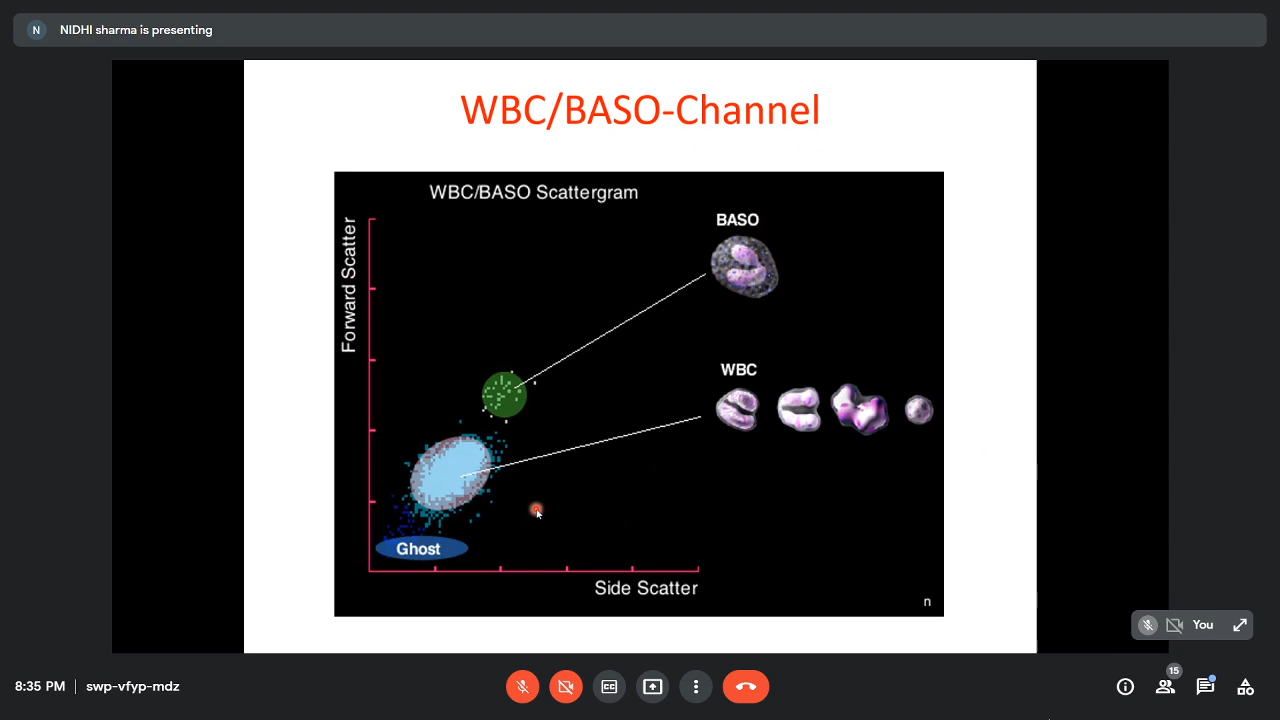 N NIDHI sharma is presenting
WBC/BASO-Channel
WBC/BASO Scattergram
Forward Scatter
BASO
WBC
Ghost
Side Scatter
n
You
8:35 PM | swp-vfyp-mdz
CC
15